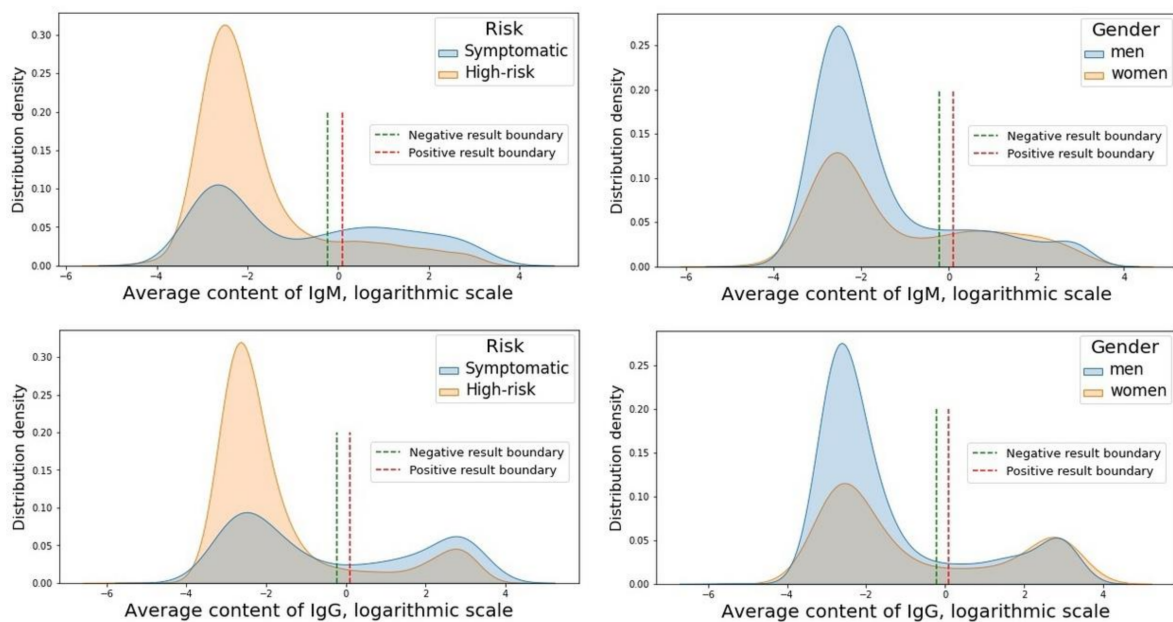 Risk
Symptomatic
High-risk
Negative result boundary
Positive result boundary
Distribution density
0.30
0.25
0.20
0.15
0.10
0.05
0.00
−6 −4 −2 0 2 4
Average content of IgM, logarithmic scale
Gender
men
women
Negative result boundary
Positive result boundary
Distribution density
0.25
0.20
0.15
0.10
0.05
0.00
−6 −4 −2 0 2 4
Average content of IgM, logarithmic scale
Risk
Symptomatic
High-risk
Negative result boundary
Positive result boundary
Distribution density
0.30
0.25
0.20
0.15
0.10
0.05
0.00
−6 −4 −2 0 2 4
Average content of IgG, logarithmic scale
Gender
men
women
Negative result boundary
Positive result boundary
Distribution density
0.25
0.20
0.15
0.10
0.05
0.00
−6 −4 −2 0 2 4
Average content of IgG, logarithmic scale